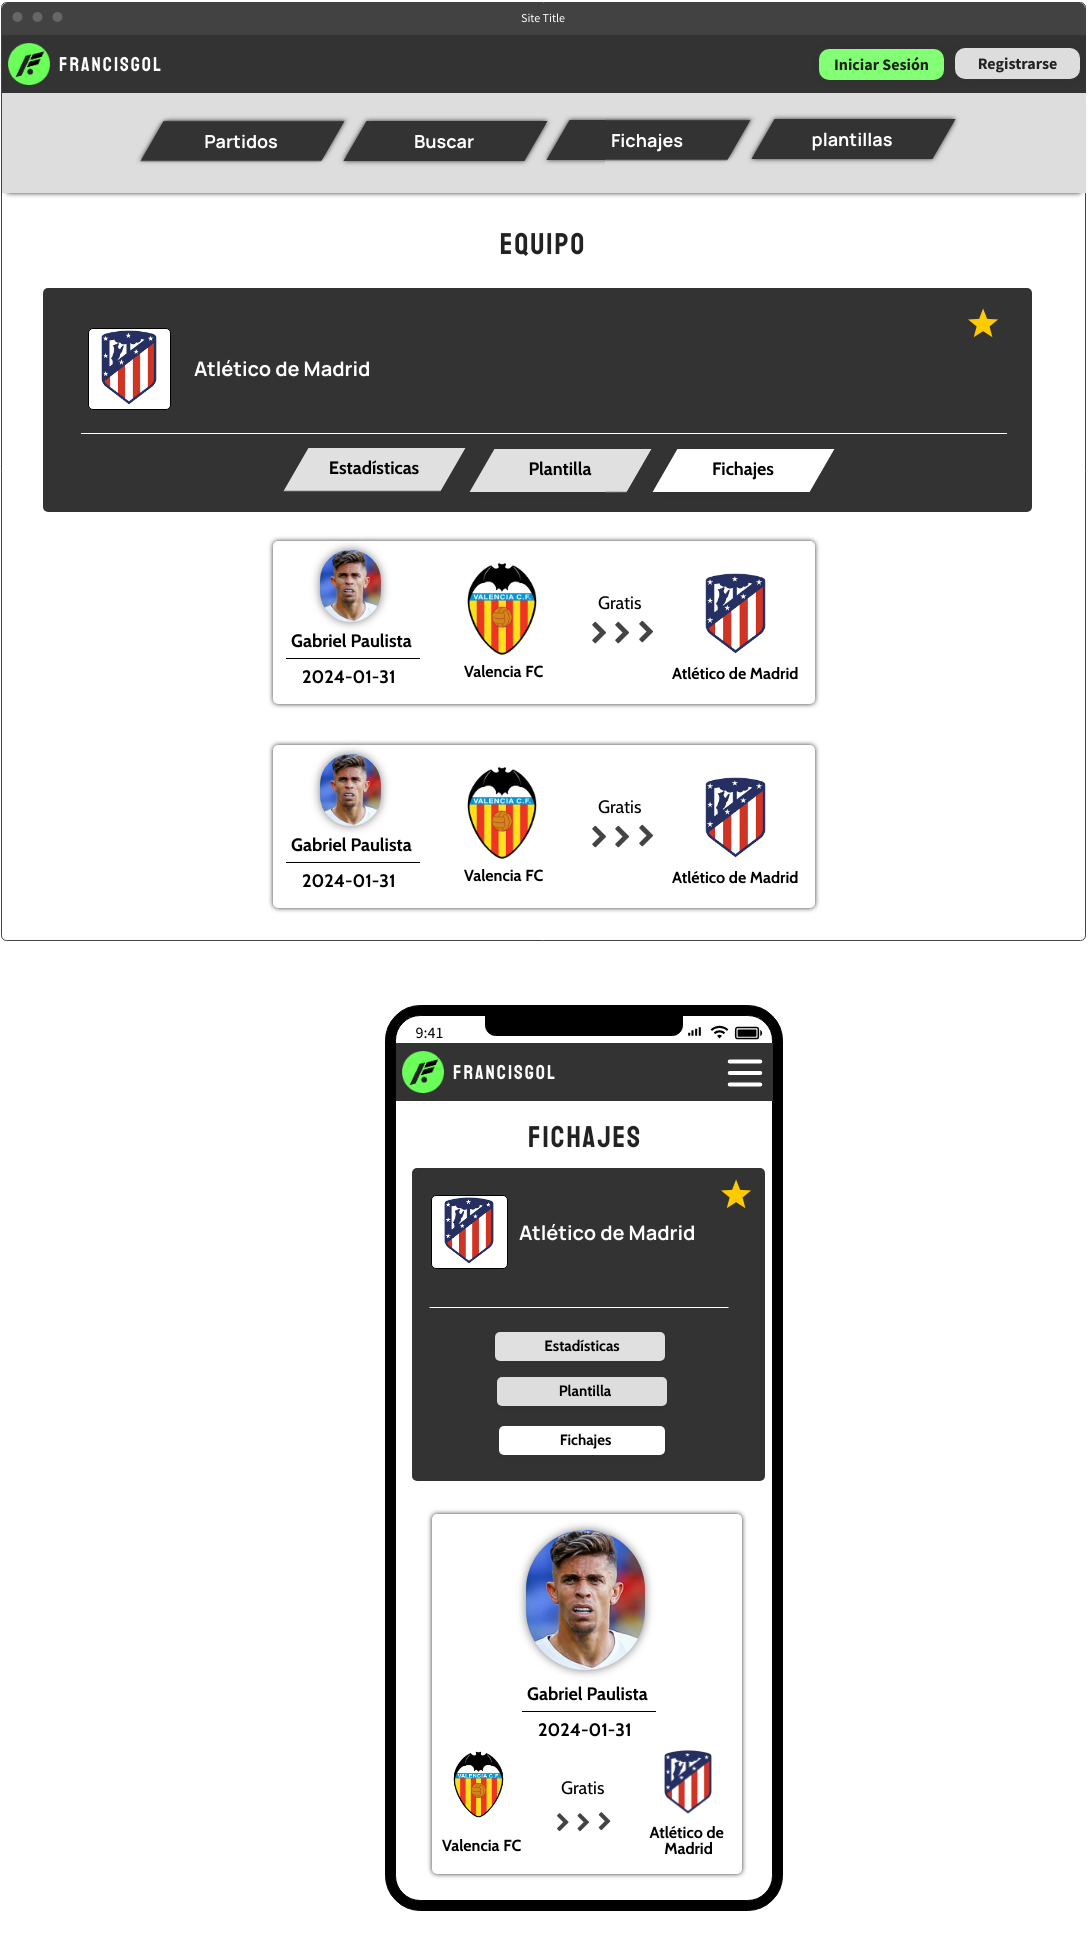 Site Title
FRANCISGOL
Iniciar Sesión
Registrarse
Partidos
Buscar
Fichajes
plantillas
EQUIPO
Atlético de Madrid
Estadísticas
Plantilla
Fichajes
VALENCIA C.F.
Gratis
Gabriel Paulista
2024-01-31
Valencia FC
Atlético de Madrid
VALENCIA C.F.
Gratis
Gabriel Paulista
2024-01-31
Valencia FC
Atlético de Madrid
9:41
FRANCISGOL
FICHAJES
Atlético de Madrid
Estadísticas
Plantilla
Fichajes
Gabriel Paulista
2024-01-31
VALENCIA C.F.
Gratis
Valencia FC
Atlético de
Madrid